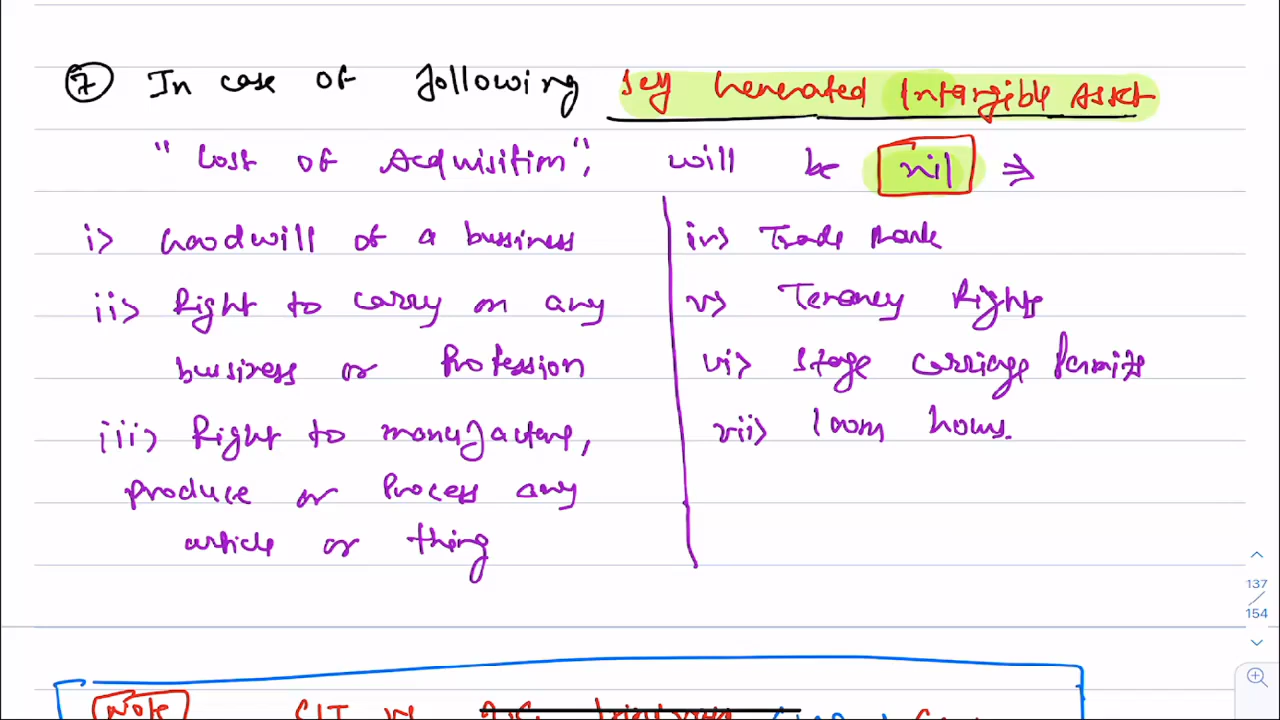 7 In case of following self Generated Intangible Asset
"Cost of Acquisition", will be nil ⇒
i> Goodwill of a business
ii> Right to carry on any
business or Profession
iii> Right to manufacture,
produce or Process any
article or thing
iv> Trade Mark
v> Tenancy Rights
vi> Stage Carriage Permits
vii> loom hours.
Note CIT vs
137
154